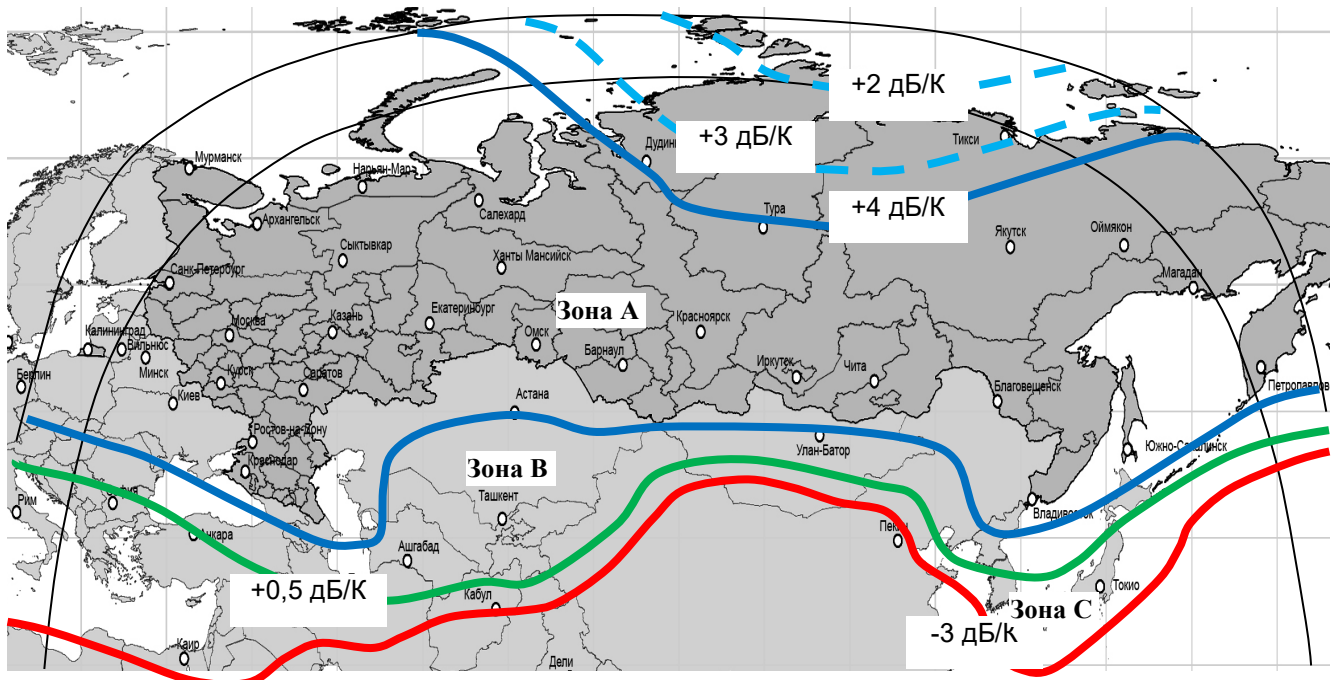 +2 дБ/К
+3 дБ/К
Тикси
Мурманск
Нарьян-Мар
Салехард
+4 дБ/К
Тура
Архангельск
Якутск
Оймякон
Сыктывкар
Ханты Мансийск
Санкт-Петербург
Магадан
Зона А
Екатеринбург
Казань
Москва
Красноярск
Омск
Калининград
Вильнюс
Барнаул
Иркутск
Чита
Минск
Курск
Саратов
Берлин
Благовещенск
Петропавлов
Киев
Астана
Ростов-на-Дону
Улан-Батор
Южно-Сахалинск
Краснодар
Зона В
Рим
Ташкент
Владивосток
Пекин
Анкара
Ашгабад
+0,5 дБ/К
Кабул
Токио
Зона С
-3 дБ/К
Каир
Дели